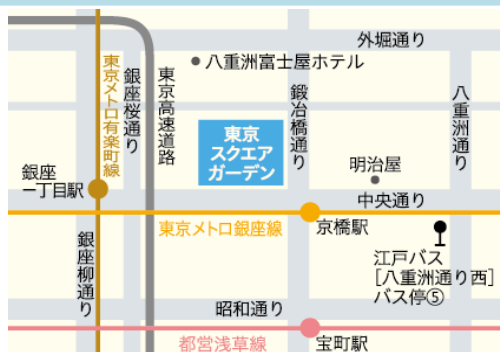 外堀通り
八重洲富士屋ホテル
東京メトロ有楽町線
銀座桜通り
東京高速道路
鍛冶橋通り
八重洲通り
東京
スクエア
ガーデン
明治屋
銀座
一丁目駅
中央通り
東京メトロ銀座線
京橋駅
銀座柳通り
江戸バス
[八重洲通り西]
バス停⑤
昭和通り
都営浅草線
宝町駅